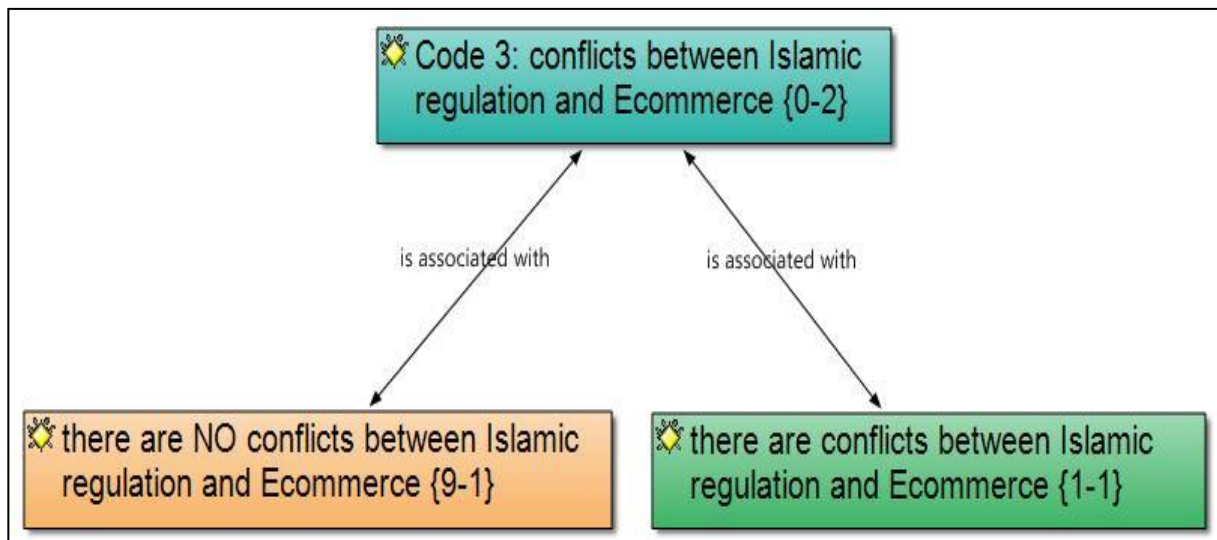 Code 3: conflicts between Islamic
regulation and Ecommerce {0-2}
is associated with
is associated with
there are NO conflicts between Islamic
regulation and Ecommerce {9-1}
there are conflicts between Islamic
regulation and Ecommerce {1-1}